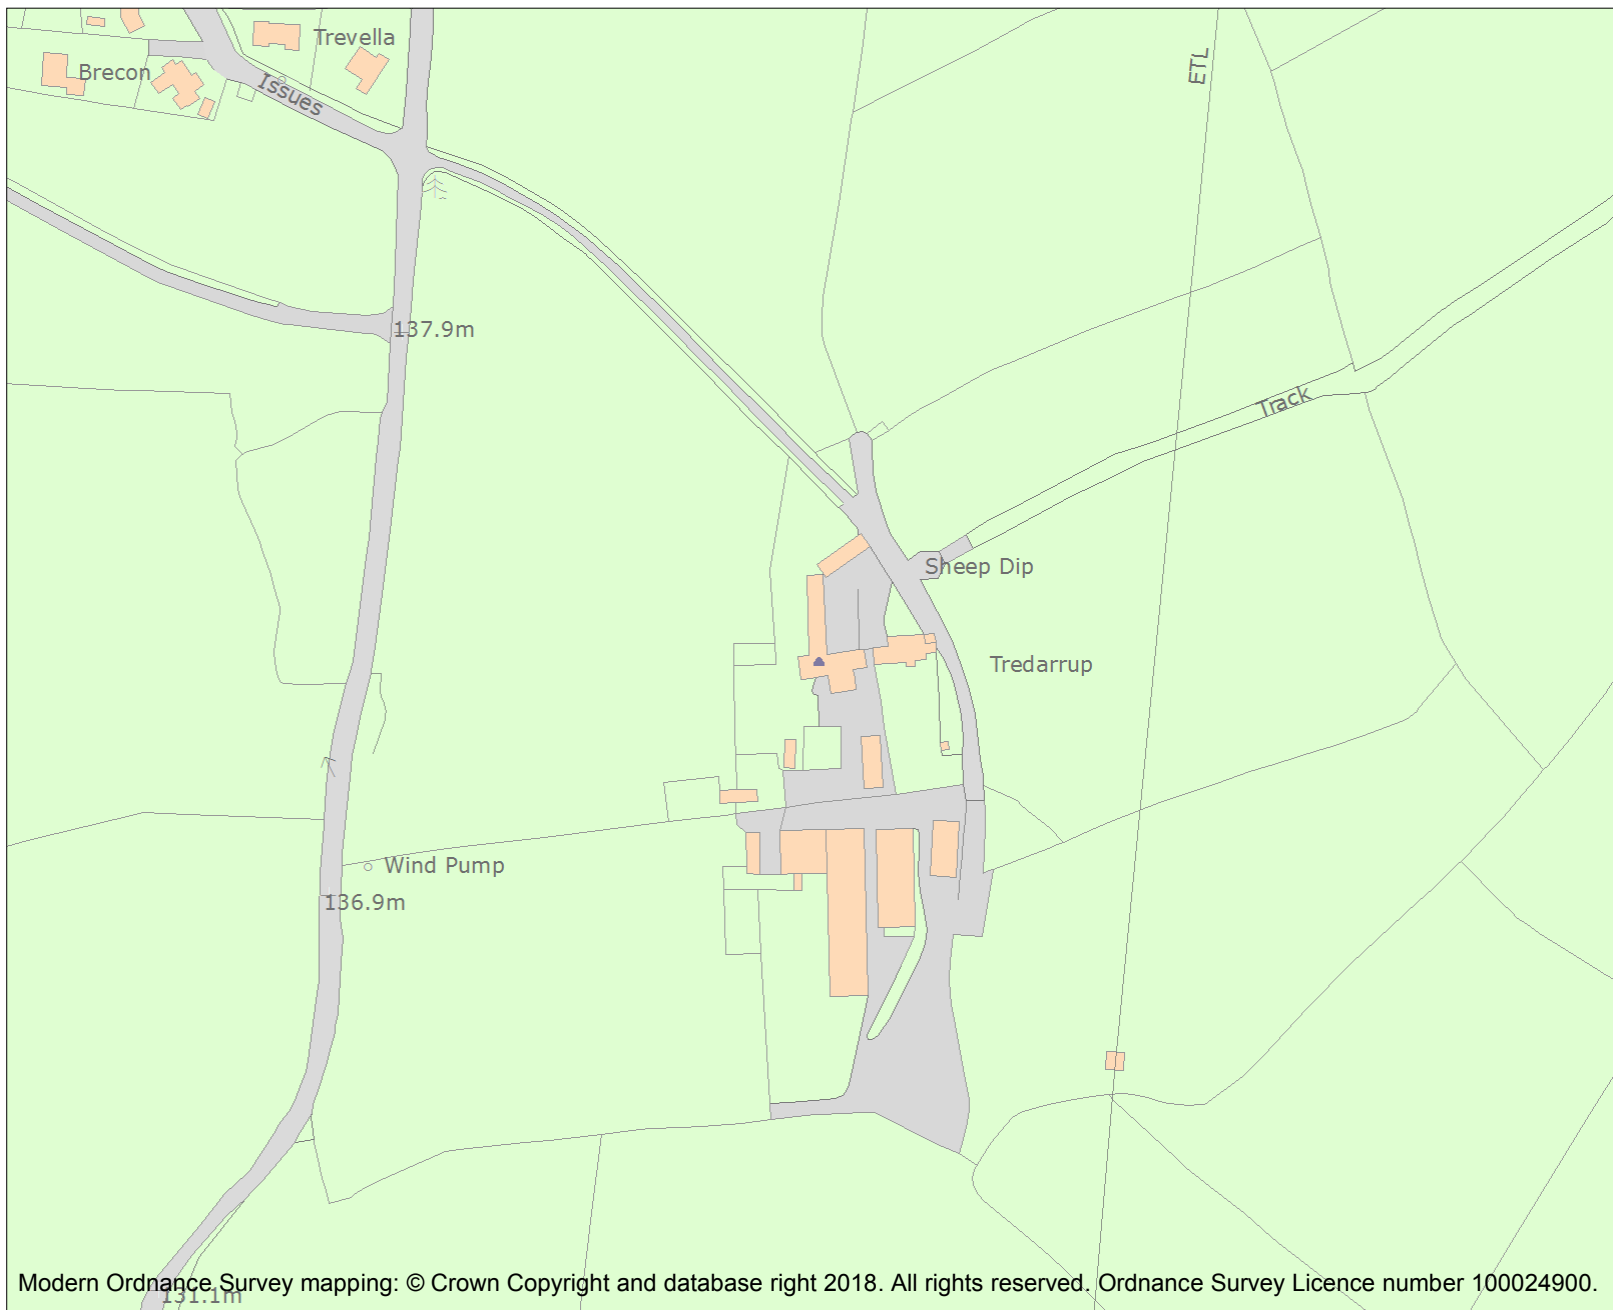 Trevella
Brecon
Issues
ETL
137.9m
Track
Sheep Dip
Tredarrup
Wind Pump
136.9m
Modern Ordnance Survey mapping: © Crown Copyright and database right 2018. All rights reserved. Ordnance Survey Licence number 100024900.
131.1m